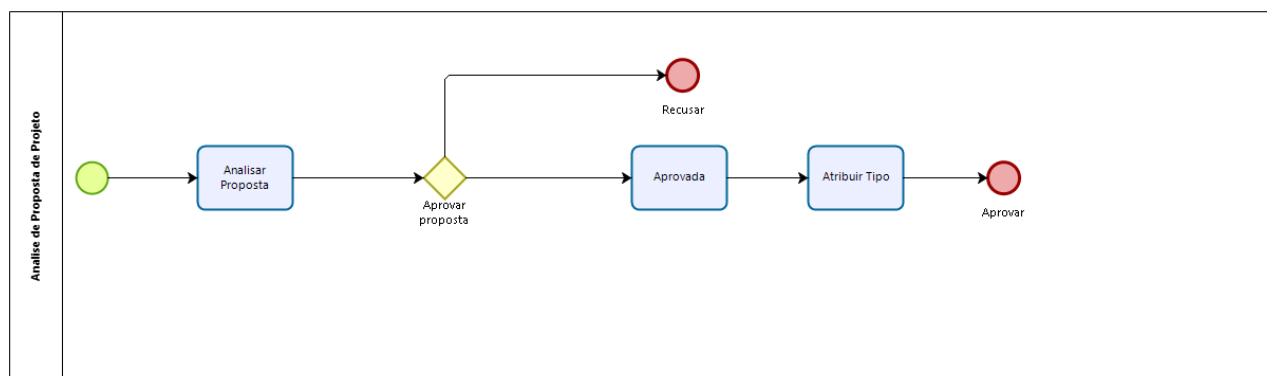 Analise de Proposta de Projeto
Recusar
Analisar
Proposta
Aprovar
proposta
Aprovada
Atribuir Tipo
Aprovar